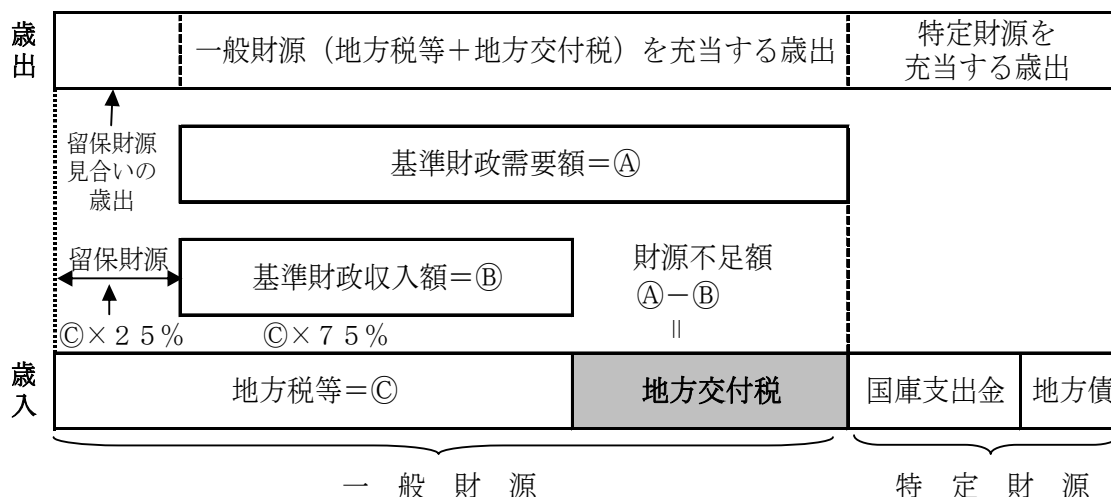 歳出
一般財源（地方税等＋地方交付税）を充当する歳出
特定財源を
充当する歳出
留保財源
見合いの
歳出
基準財政需要額＝Ⓐ
留保財源
基準財政収入額＝Ⓑ
財源不足額
Ⓐ－Ⓑ
＝
Ⓒ×２５%
Ⓒ×７５%
歳入
地方税等＝Ⓒ
地方交付税
国庫支出金
地方債
一般財源
特定財源